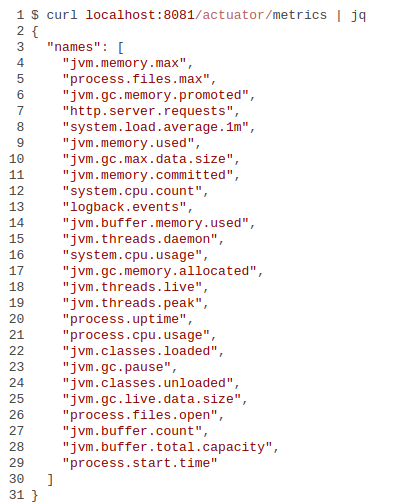 1 $ curl localhost:8081/actuator/metrics | jq
2 {
3   "names": [
4     "jvm.memory.max",
5     "process.files.max",
6     "jvm.gc.memory.promoted",
7     "http.server.requests",
8     "system.load.average.1m",
9     "jvm.memory.used",
10     "jvm.gc.max.data.size",
11     "jvm.memory.committed",
12     "system.cpu.count",
13     "logback.events",
14     "jvm.buffer.memory.used",
15     "jvm.threads.daemon",
16     "system.cpu.usage",
17     "jvm.gc.memory.allocated",
18     "jvm.threads.live",
19     "jvm.threads.peak",
20     "process.uptime",
21     "process.cpu.usage",
22     "jvm.classes.loaded",
23     "jvm.gc.pause",
24     "jvm.classes.unloaded",
25     "jvm.gc.live.data.size",
26     "process.files.open",
27     "jvm.buffer.count",
28     "jvm.buffer.total.capacity",
29     "process.start.time"
30   ]
31 }